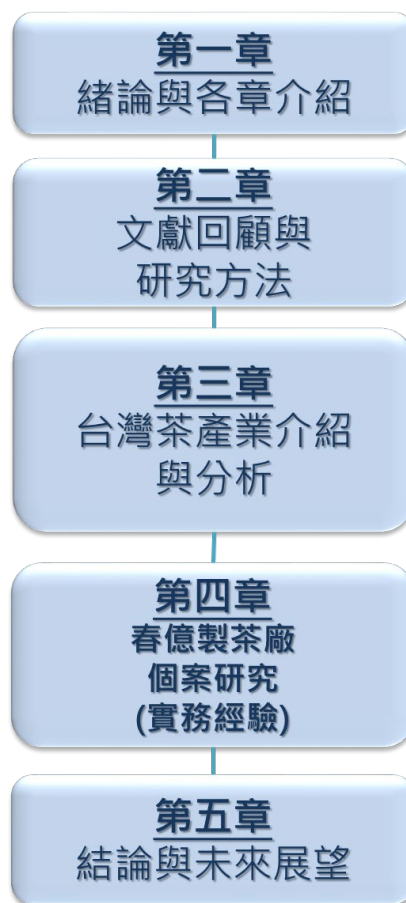 第一章
緒論與各章介紹
第二章
文獻回顧與
研究方法
第三章
台灣茶產業介紹
與分析
第四章
春億製茶廠
個案研究
(實務經驗)
第五章
結論與未來展望